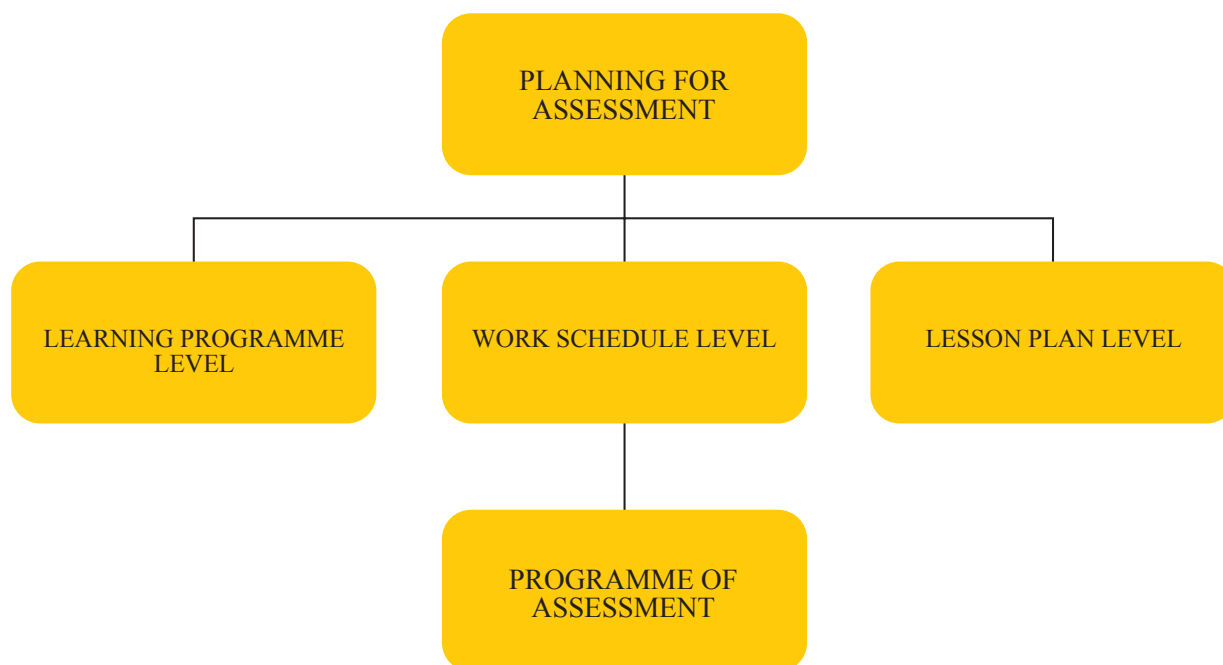 PLANNING FOR
ASSESSMENT
LEARNING PROGRAMME
LEVEL
WORK SCHEDULE LEVEL
LESSON PLAN LEVEL
PROGRAMME OF
ASSESSMENT